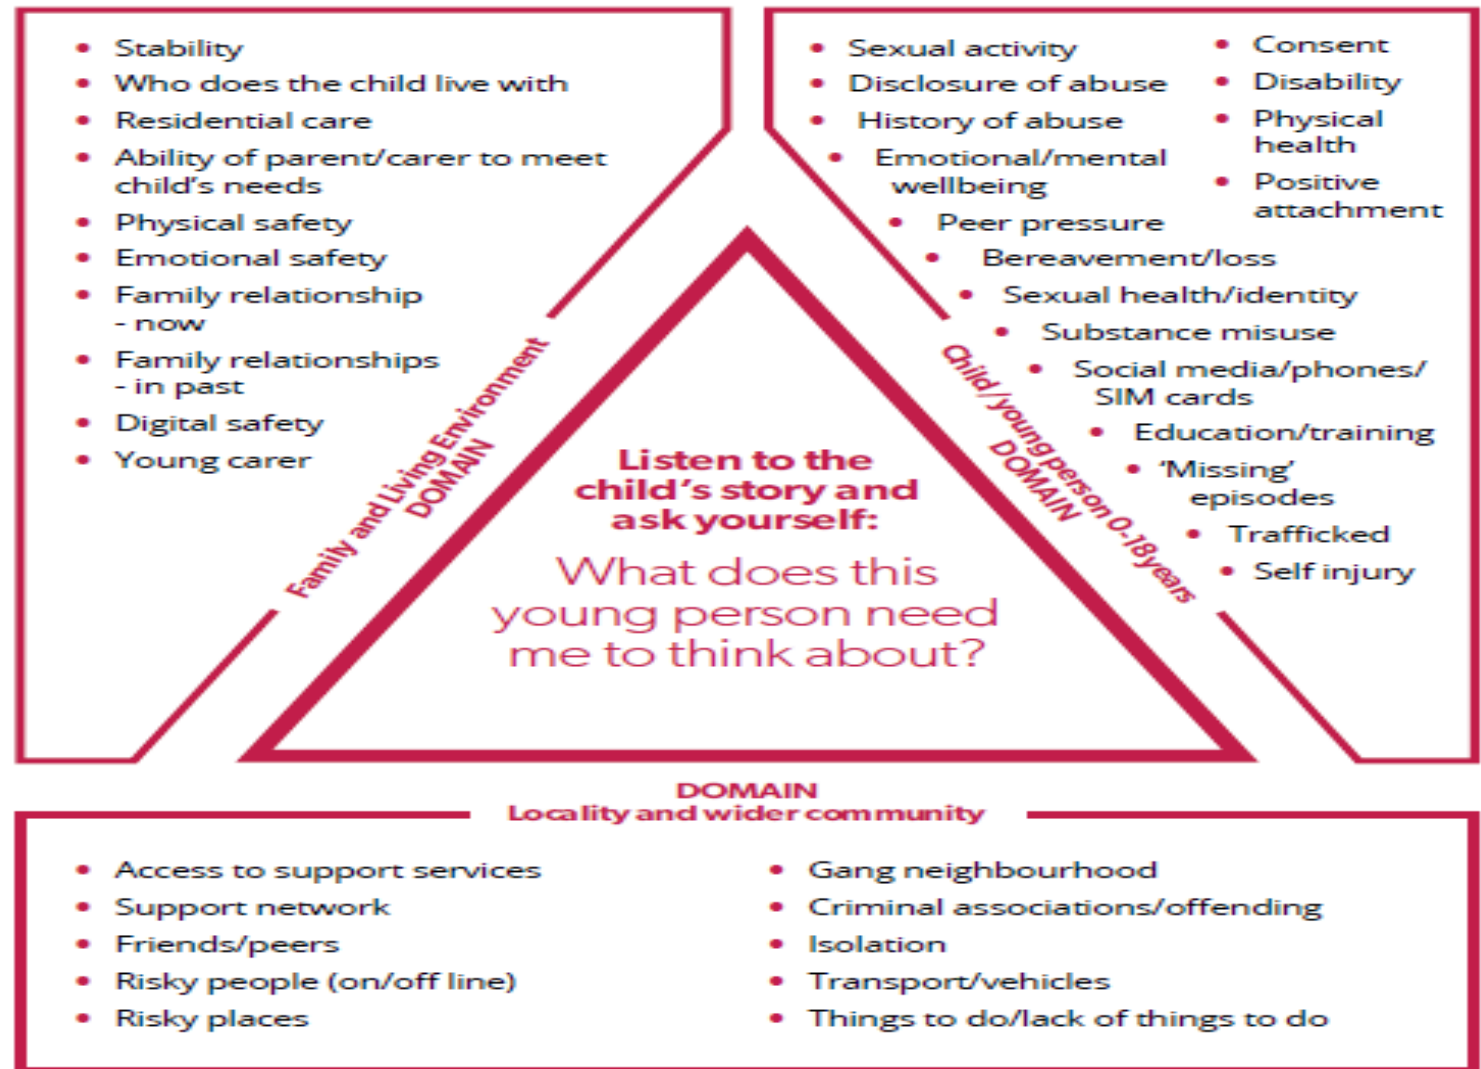 • Stability
• Who does the child live with
• Residential care
• Ability of parent/carer to meet
child's needs
• Physical safety
• Emotional safety
• Family relationship
- now
• Family relationships
- in past
• Digital safety
• Young carer
Family and Living Environment
DOMAIN
• Sexual activity
• Disclosure of abuse
• History of abuse
• Emotional/mental
wellbeing
• Peer pressure
• Bereavement/loss
• Sexual health/identity
• Substance misuse
• Social media/phones/
SIM cards
• Education/training
• ‘Missing’
episodes
• Trafficked
• Self injury
• Consent
• Disability
• Physical
health
• Positive
attachment
Child/young person 0-18 years
DOMAIN
Listen to the
child's story and
ask yourself:
What does this
young person need
me to think about?
DOMAIN
Locality and wider community
• Access to support services
• Support network
• Friends/peers
• Risky people (on/off line)
• Risky places
• Gang neighbourhood
• Criminal associations/offending
• Isolation
• Transport/vehicles
• Things to do/lack of things to do